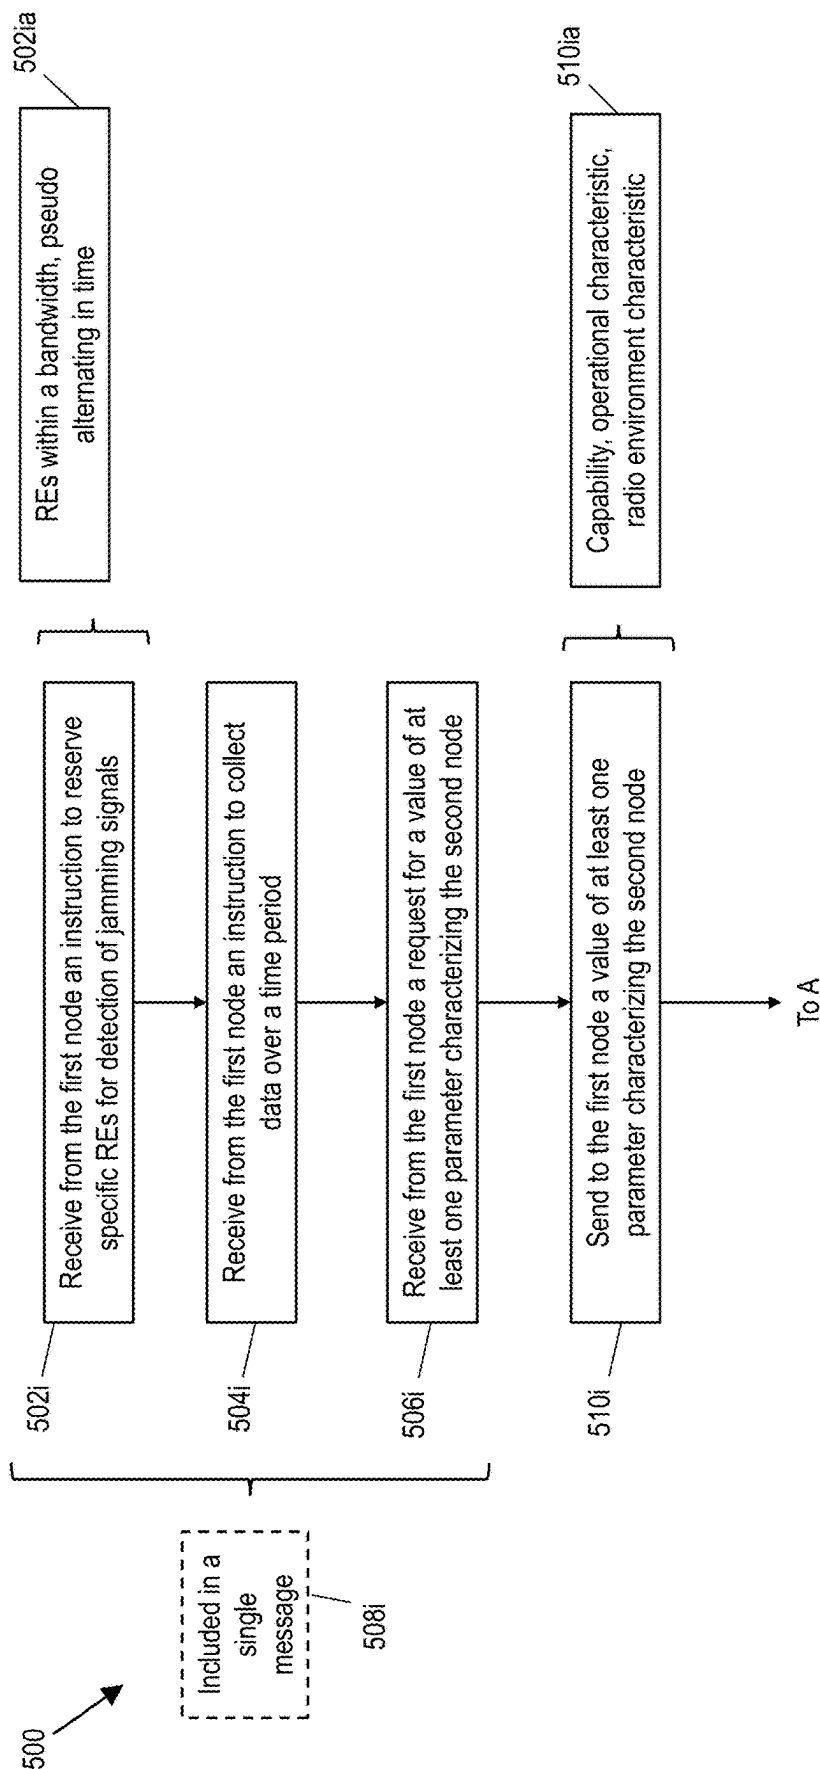 500
Included in a
single
message
508i
502i
Receive from the first node an instruction to reserve
specific REs for detection of jamming signals
REs within a bandwidth, pseudo
alternating in time
502ia
504i
Receive from the first node an instruction to collect
data over a time period
506i
Receive from the first node a request for a value of at
least one parameter characterizing the second node
510i
Send to the first node a value of at least one
parameter characterizing the second node
Capability, operational characteristic,
radio environment characteristic
510ia
To A